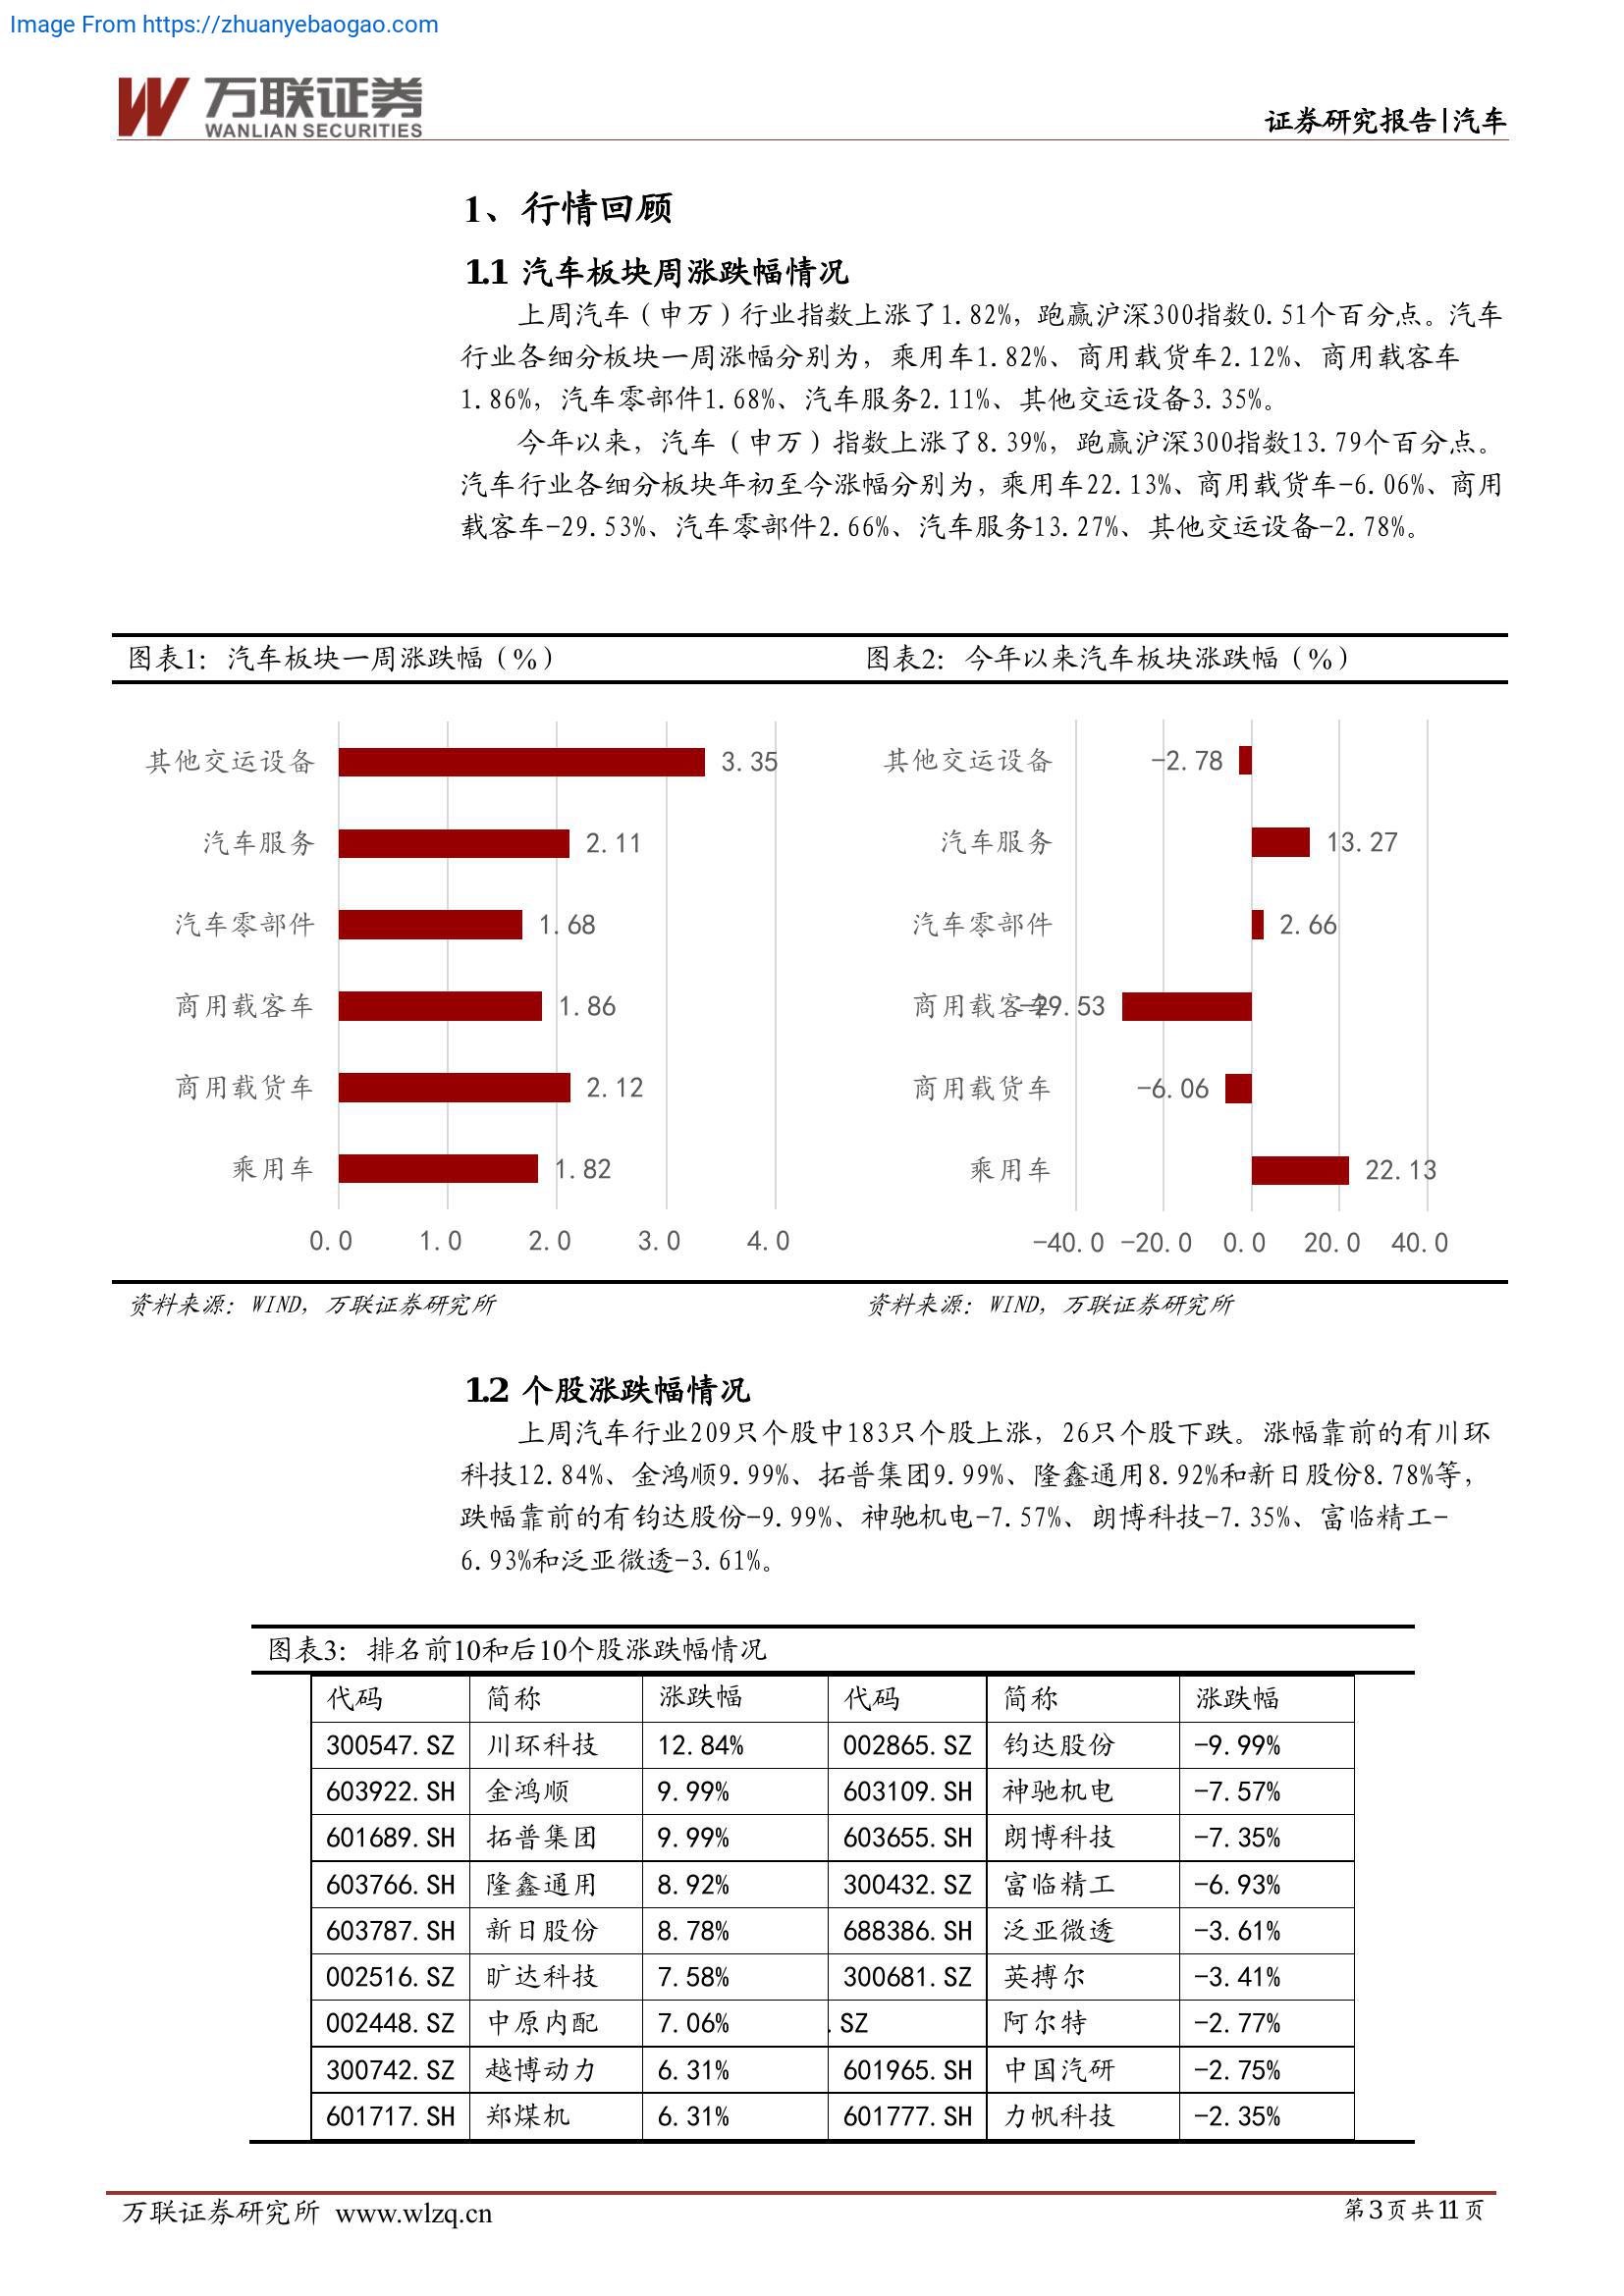 Image From https://zhuanyebaogao.com
万联证券
WANLIAN SECURITIES
证券研究报告|汽车
1、行情回顾
1.1 汽车板块周涨跌幅情况
上周汽车（申万）行业指数上涨了1.82%，跑赢沪深300指数0.51个百分点。汽车
行业各细分板块一周涨幅分别为，乘用车1.82%、商用载货车2.12%、商用载客车
1.86%，汽车零部件1.68%、汽车服务2.11%、其他交运设备3.35%。
今年以来，汽车（申万）指数上涨了8.39%，跑赢沪深300指数13.79个百分点。
汽车行业各细分板块年初至今涨幅分别为，乘用车22.13%、商用载货车-6.06%、商用
载客车-29.53%、汽车零部件2.66%、汽车服务13.27%、其他交运设备-2.78%。
图表1：汽车板块一周涨跌幅（%）
其他交运设备 3.35
汽车服务 2.11
汽车零部件 1.68
商用载客车 1.86
商用载货车 2.12
乘用车 1.82
0.0 1.0 2.0 3.0 4.0
资料来源：WIND，万联证券研究所
图表2：今年以来汽车板块涨跌幅（%）
其他交运设备 -2.78
汽车服务 13.27
汽车零部件 2.66
商用载客车 -29.53
商用载货车 -6.06
乘用车 22.13
-40.0 -20.0 0.0 20.0 40.0
资料来源：WIND，万联证券研究所
1.2 个股涨跌幅情况
上周汽车行业209只个股中183只个股上涨，26只个股下跌。涨幅靠前的有川环
科技12.84%、金鸿顺9.99%、拓普集团9.99%、隆鑫通用8.92%和新日股份8.78%等，
跌幅靠前的有钧达股份-9.99%、神驰机电-7.57%、朗博科技-7.35%、富临精工-
6.93%和泛亚微透-3.61%。
图表3：排名前10和后10个股涨跌幅情况
代码 简称 涨跌幅 代码 简称 涨跌幅
300547.SZ 川环科技 12.84% 002865.SZ 钧达股份 -9.99%
603922.SH 金鸿顺 9.99% 603109.SH 神驰机电 -7.57%
601689.SH 拓普集团 9.99% 603655.SH 朗博科技 -7.35%
603766.SH 隆鑫通用 8.92% 300432.SZ 富临精工 -6.93%
603787.SH 新日股份 8.78% 688386.SH 泛亚微透 -3.61%
002516.SZ 旷达科技 7.58% 300681.SZ 英搏尔 -3.41%
002448.SZ 中原内配 7.06% .SZ 阿尔特 -2.77%
300742.SZ 越博动力 6.31% 601965.SH 中国汽研 -2.75%
601717.SH 郑煤机 6.31% 601777.SH 力帆科技 -2.35%
万联证券研究所 www.wlzq.cn
第3页共11页